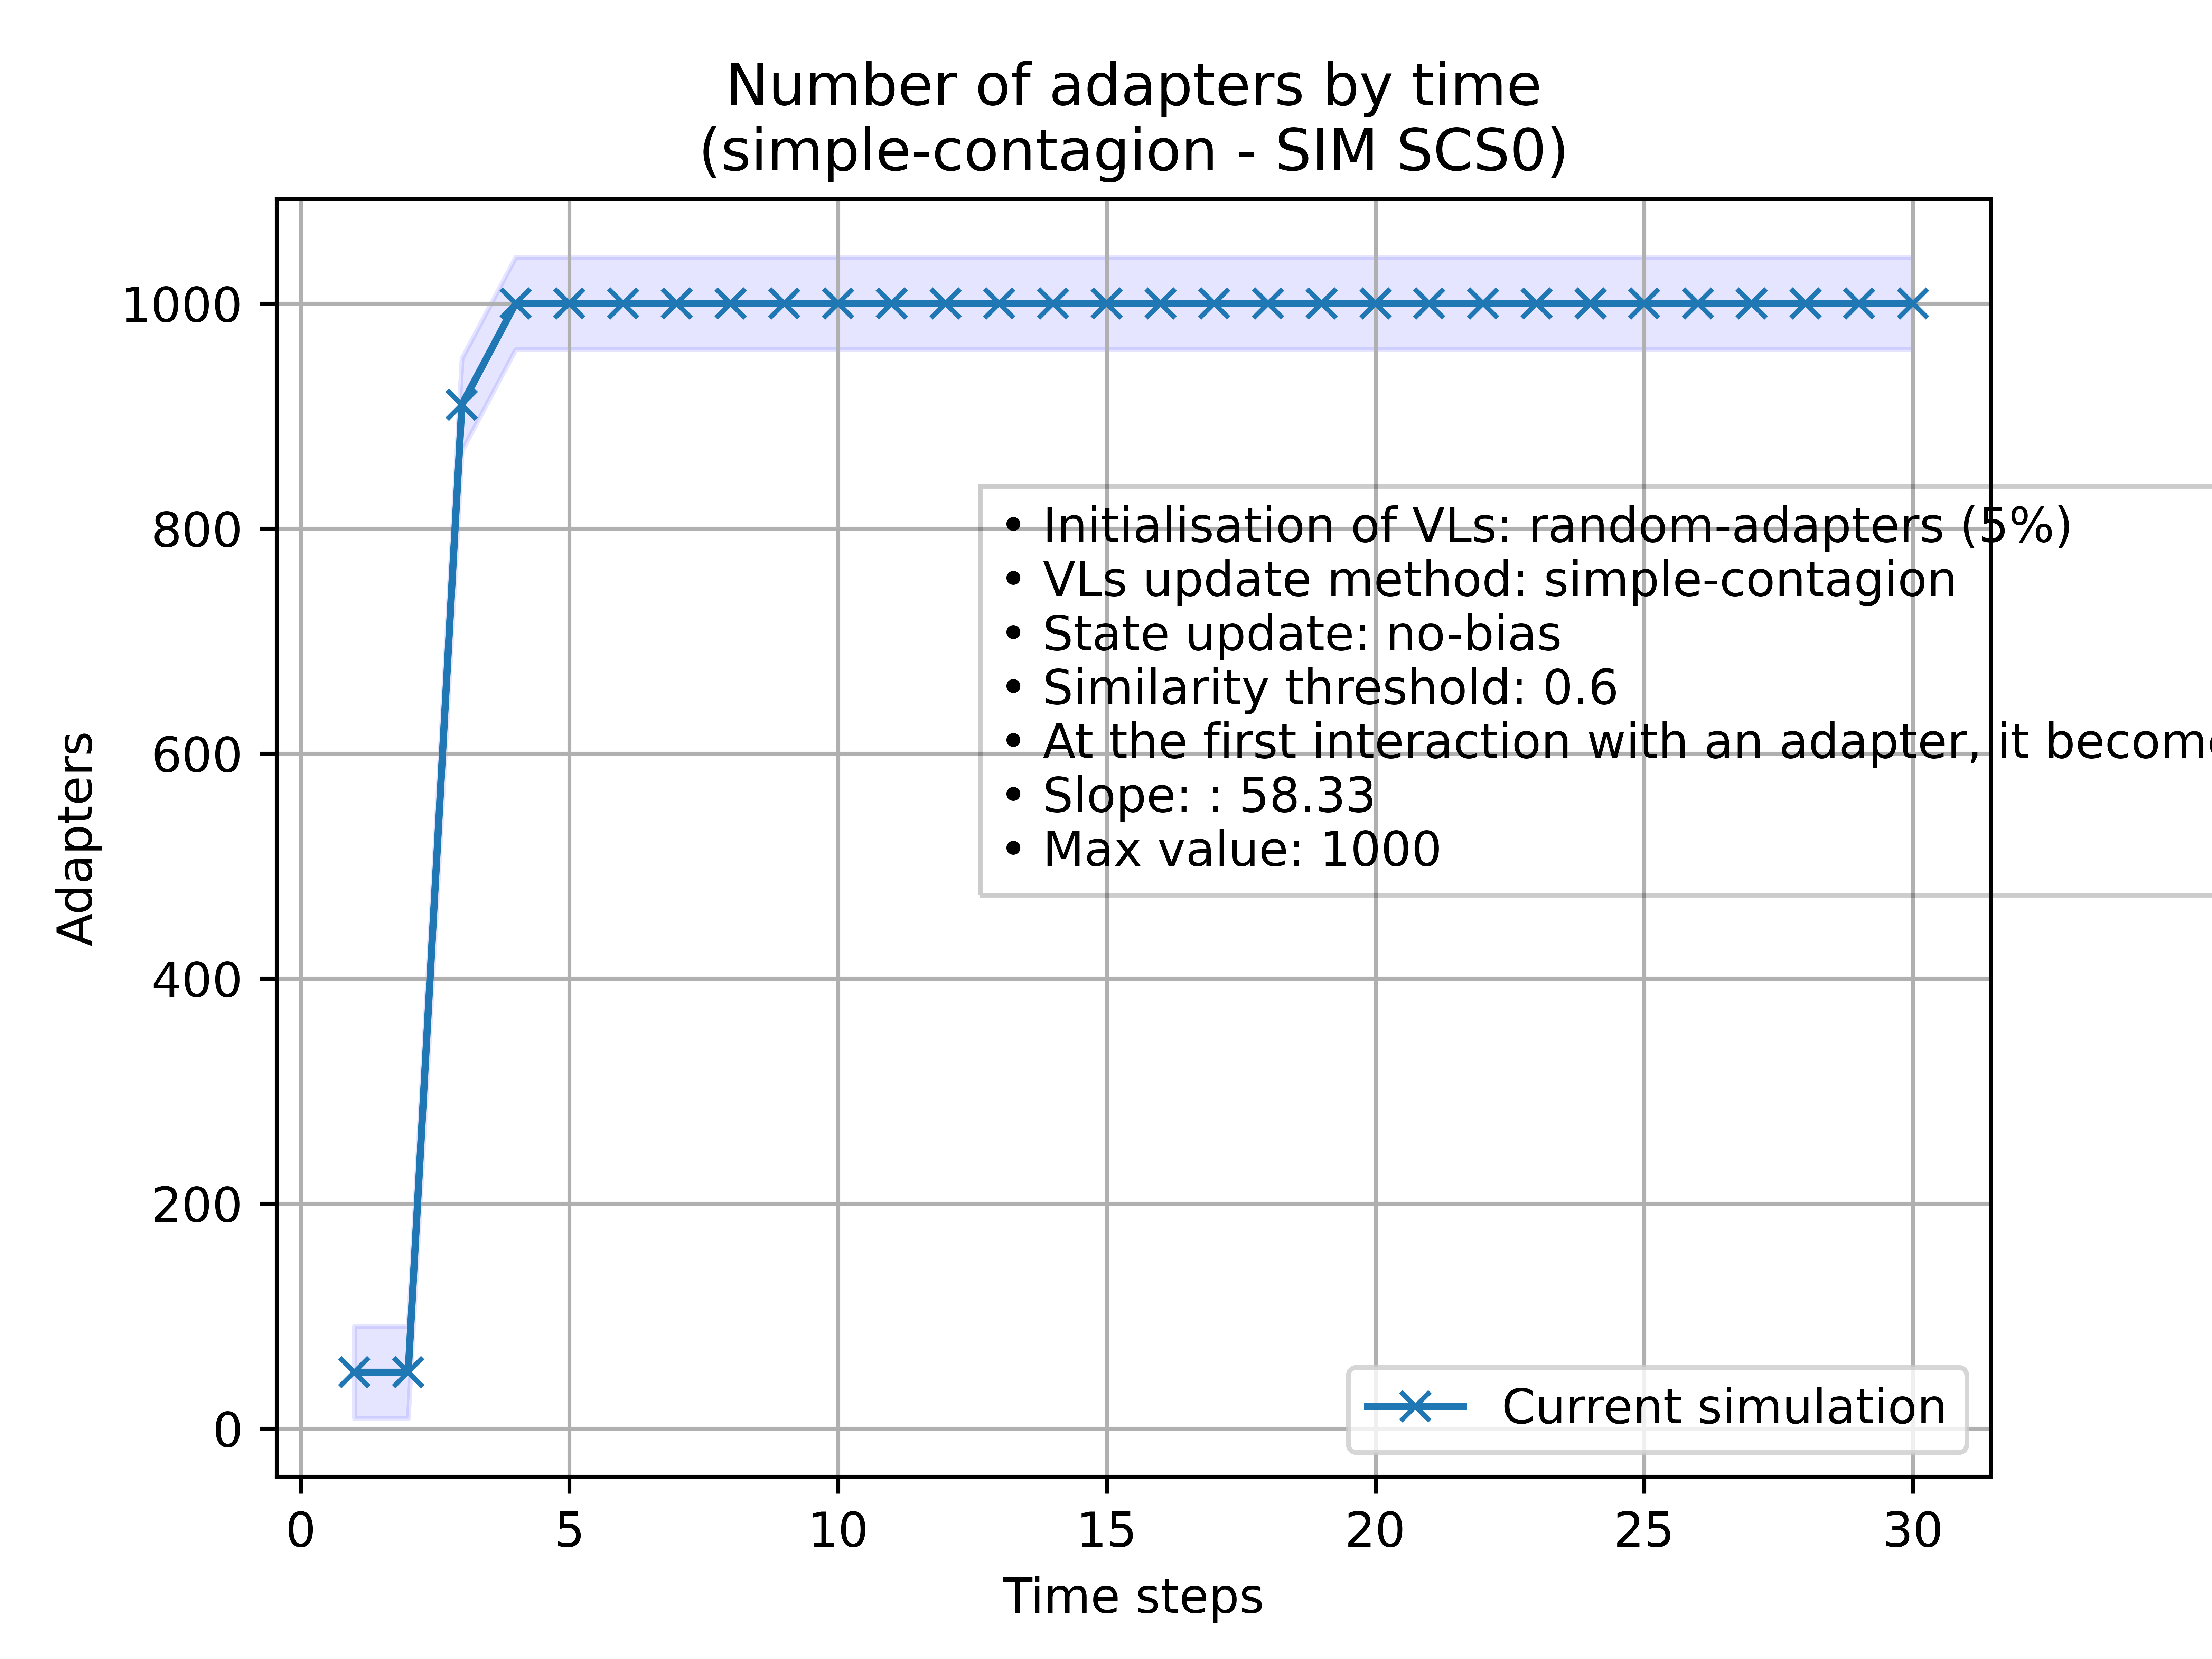 Number of adapters by time
(simple-contagion - SIM SCS0)
1000
800
600
400
200
0
Adapters
• Initialisation of VLs: random-adapters (5%)
• VLs update method: simple-contagion
• State update: no-bias
• Similarity threshold: 0.6
• At the first interaction with an adapter, it
• Slope: : 58.33
• Max value: 1000
Current simulation
0 5 10 15 20 25 30
Time steps